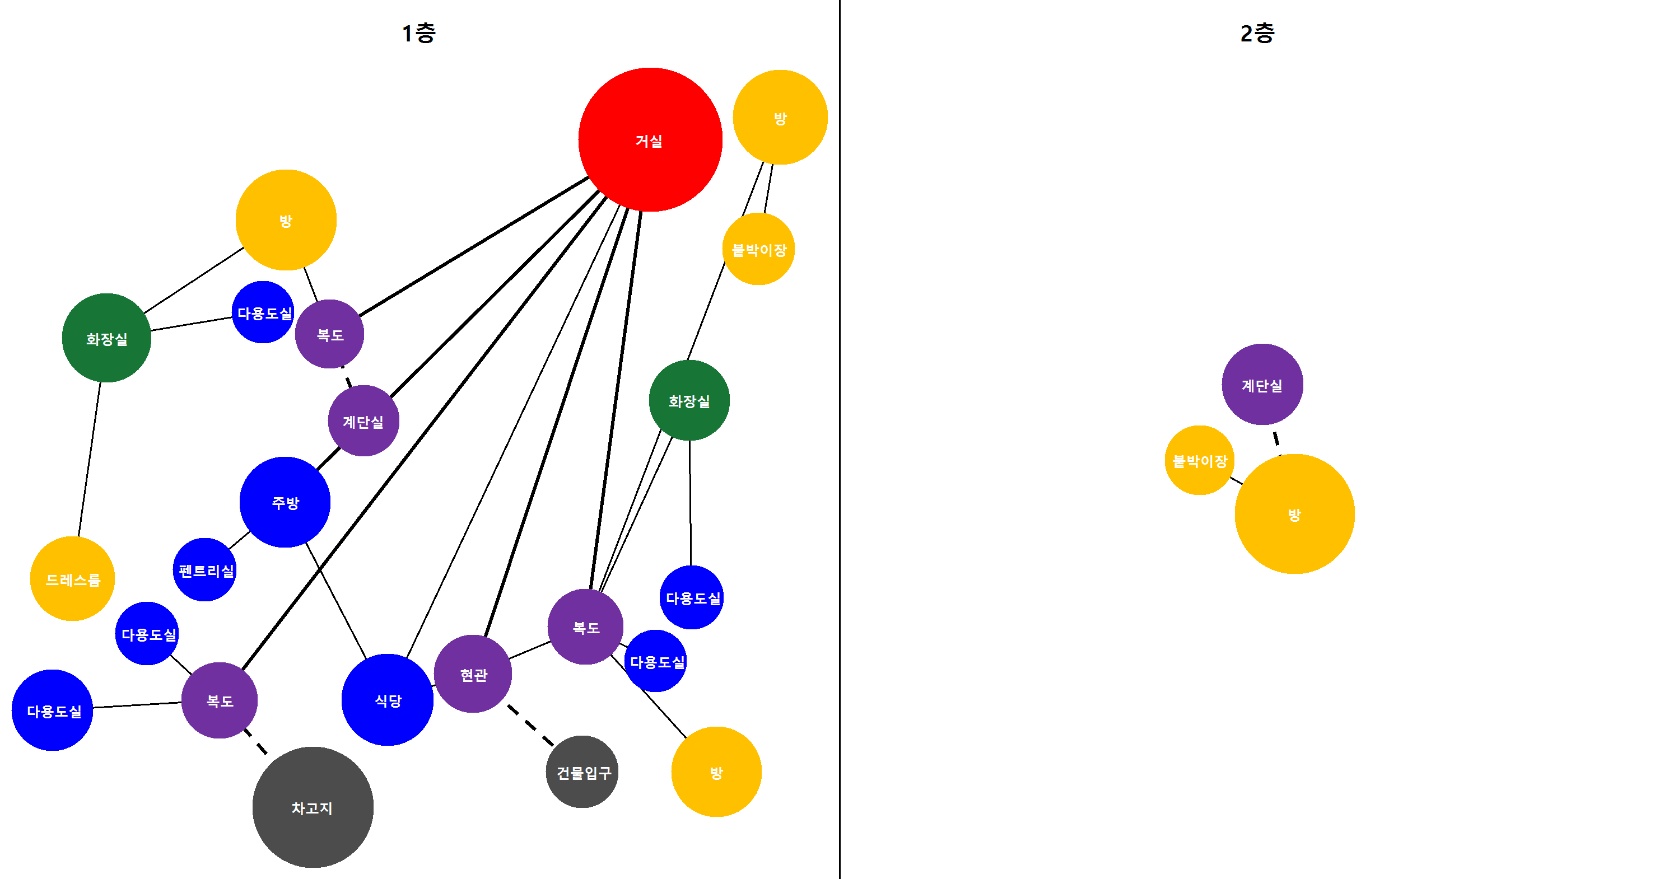 1층
2층
거실
방
방
붙박이장
다용도실
복도
화장실
계단실
화장실
주방
펜트리실
드레스룸
다용도실
다용도실
복도
다용도실
현관
식당
복도
다용도실
건물입구
방
차고지
계단실
붙박이장
방